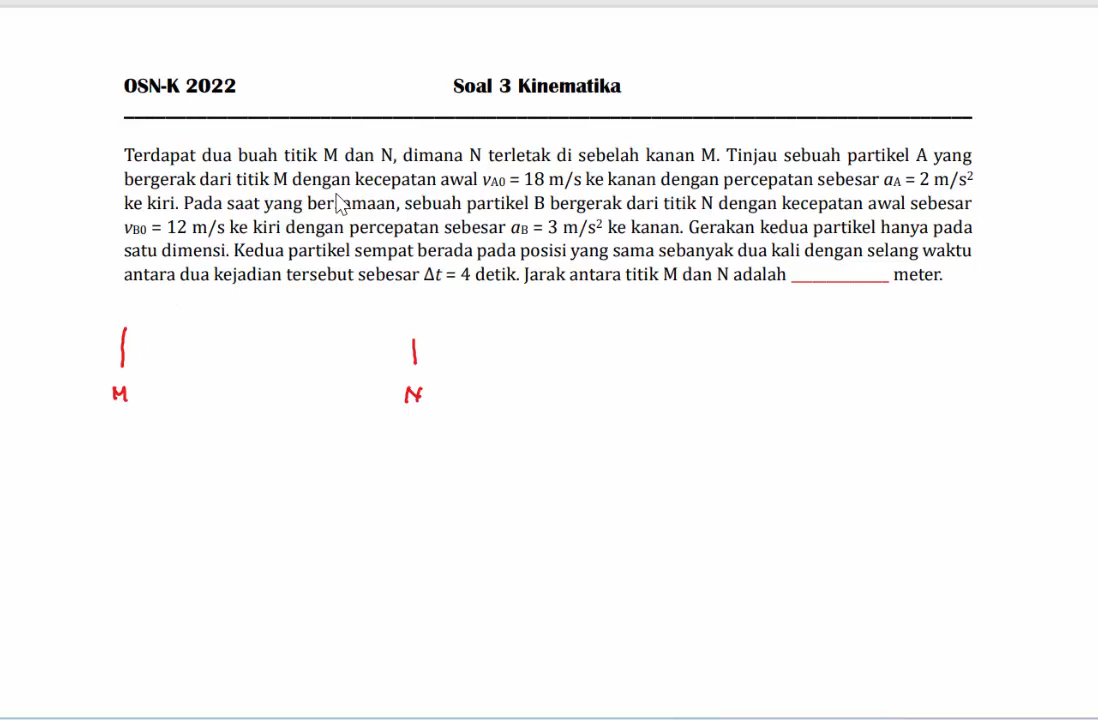 OSN-K 2022 Soal 3 Kinematika
Terdapat dua buah titik M dan N, dimana N terletak di sebelah kanan M. Tinjau sebuah partikel A yang
bergerak dari titik M dengan kecepatan awal vA0 = 18 m/s ke kanan dengan percepatan sebesar aA = 2 m/s²
ke kiri. Pada saat yang bersamaan, sebuah partikel B bergerak dari titik N dengan kecepatan awal sebesar
vB0 = 12 m/s ke kiri dengan percepatan sebesar aB = 3 m/s² ke kanan. Gerakan kedua partikel hanya pada
satu dimensi. Kedua partikel sempat berada pada posisi yang sama sebanyak dua kali dengan selang waktu
antara dua kejadian tersebut sebesar Δt = 4 detik. Jarak antara titik M dan N adalah __________ meter.
M N